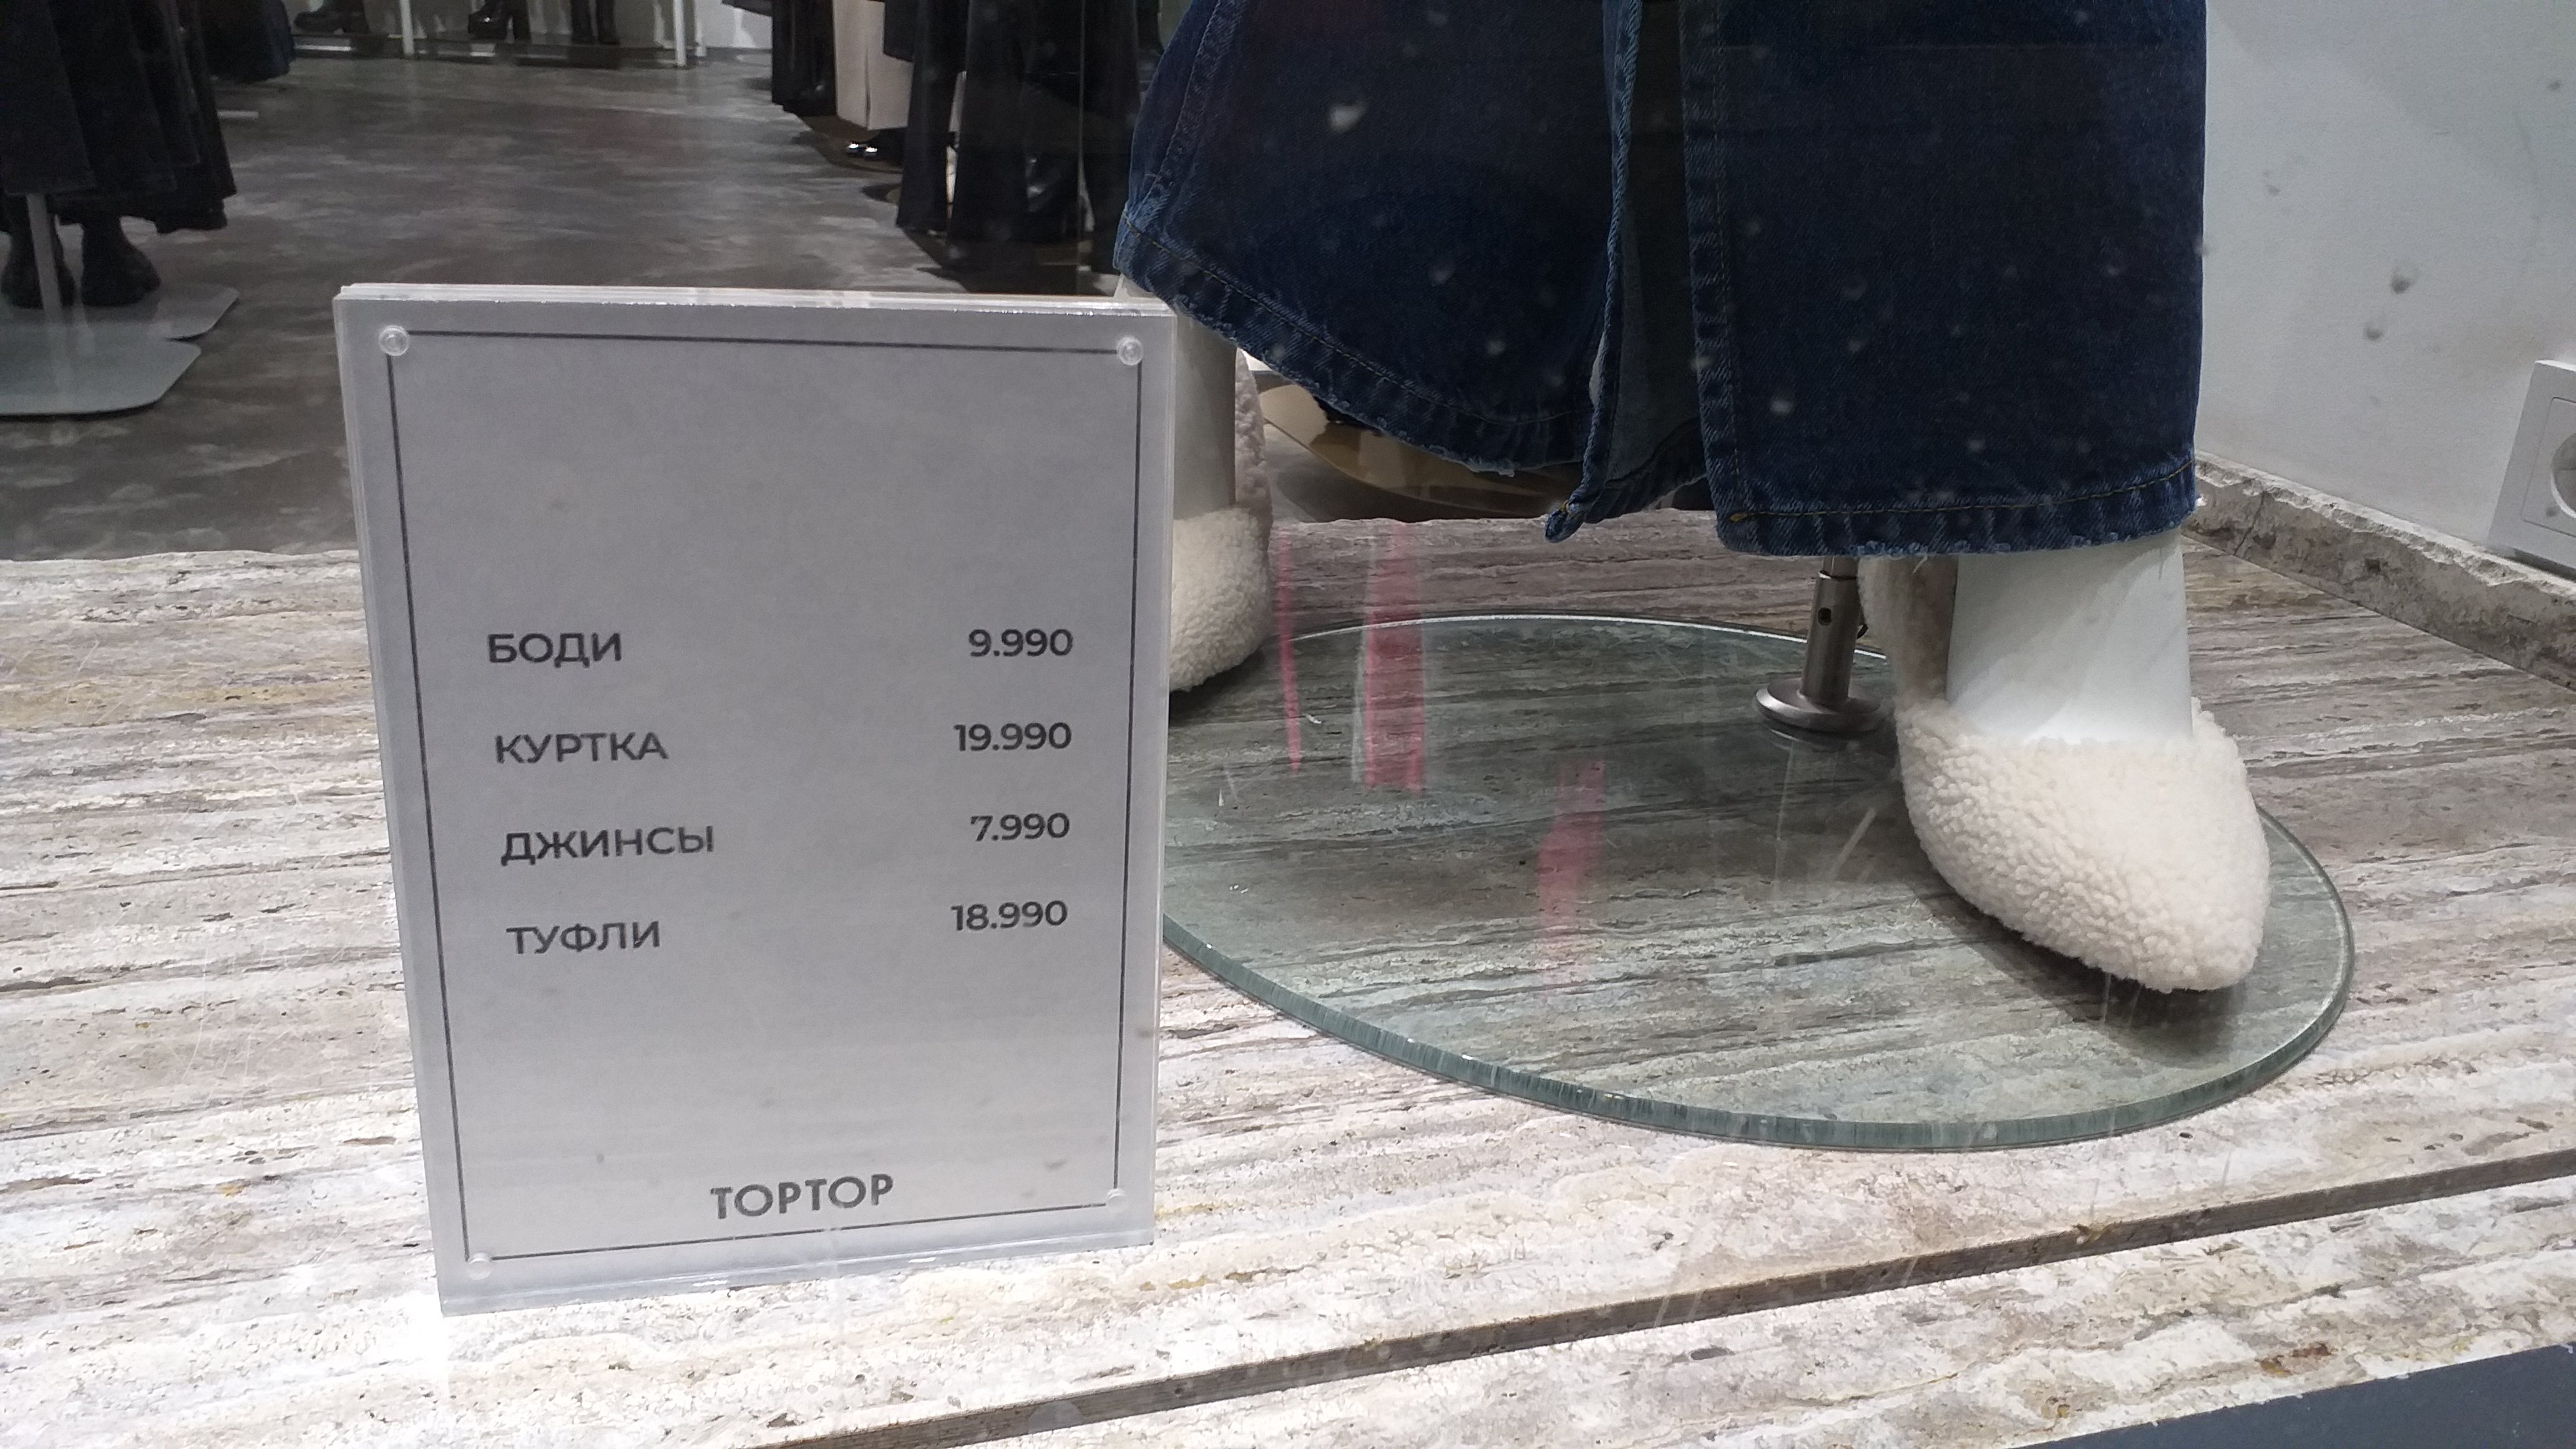 БОДИ 9.990
КУРТКА 19.990
ДЖИНСЫ 7.990
ТУФЛИ 18.990
TOPTOP